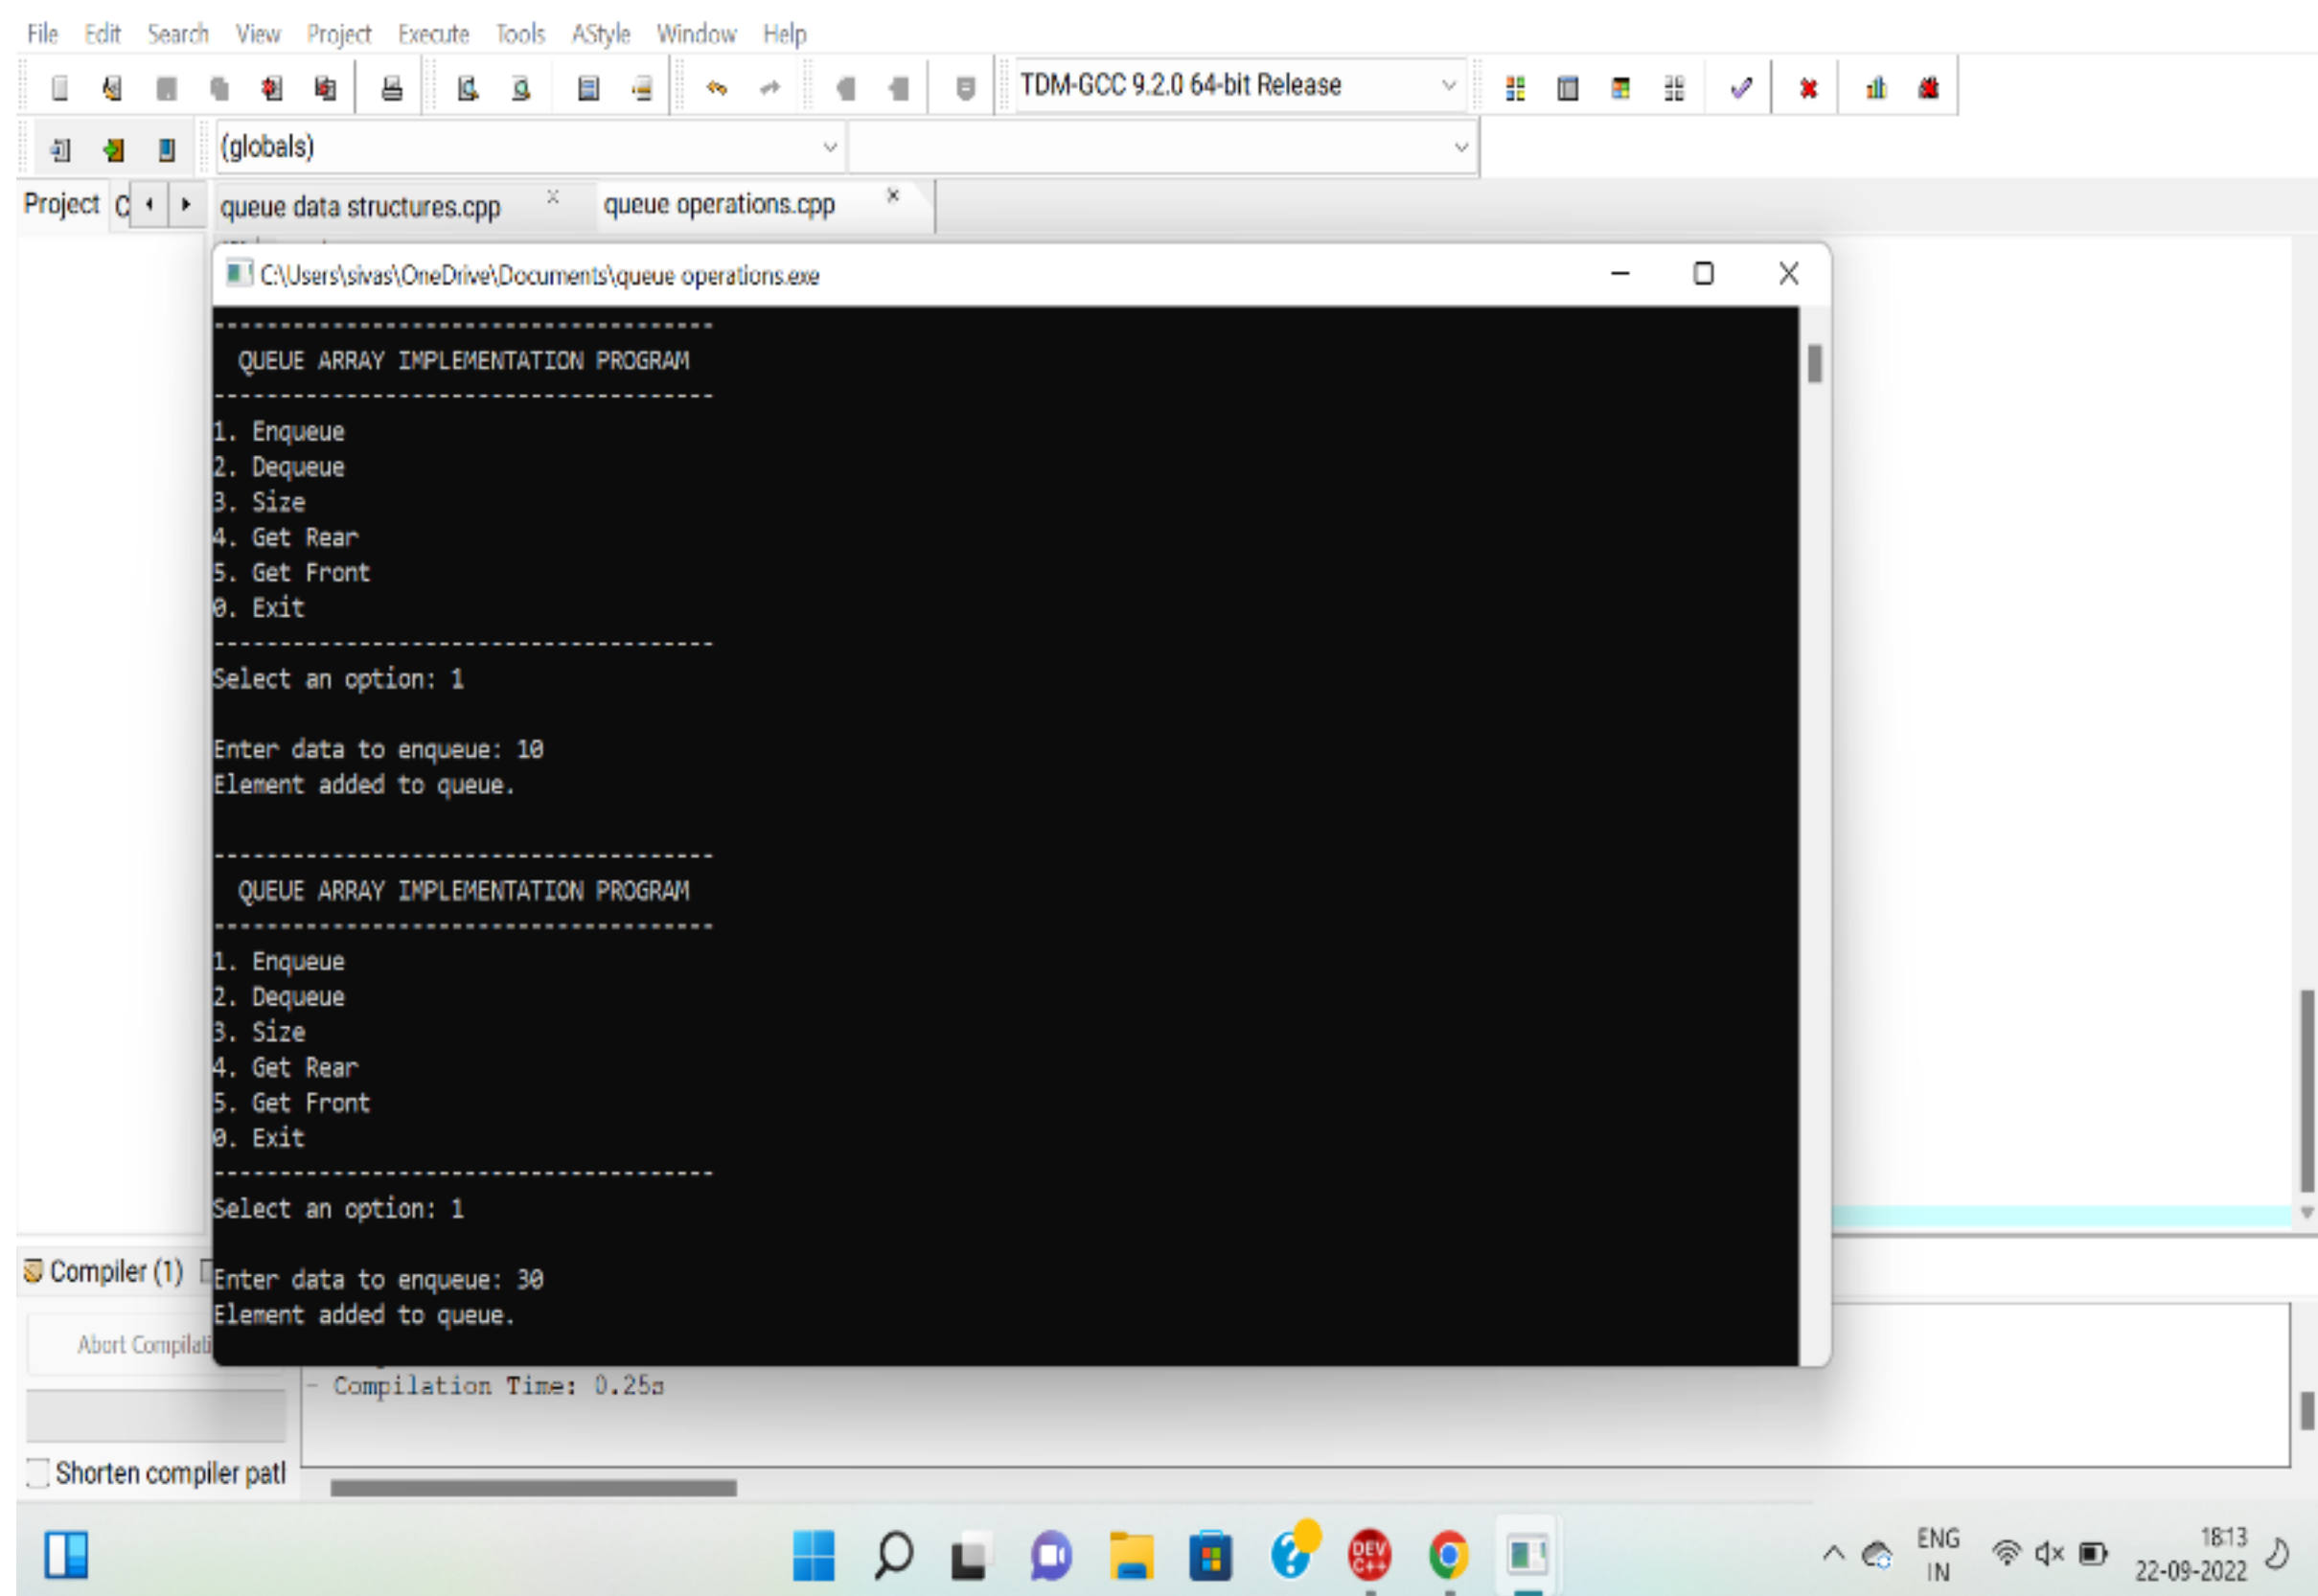 File Edit Search View Project Execute Tools AStyle Window Help
TDM-GCC 9.2.0 64-bit Release
(globals)
Project C queue data structures.cpp queue operations.cpp
C:\Users\sivas\OneDrive\Documents\queue operations.exe
--------------------------------------
QUEUE ARRAY IMPLEMENTATION PROGRAM
--------------------------------------
1. Enqueue
2. Dequeue
3. Size
4. Get Rear
5. Get Front
0. Exit
--------------------------------------
Select an option: 1
Enter data to enqueue: 10
Element added to queue.
--------------------------------------
QUEUE ARRAY IMPLEMENTATION PROGRAM
--------------------------------------
1. Enqueue
2. Dequeue
3. Size
4. Get Rear
5. Get Front
0. Exit
--------------------------------------
Select an option: 1
Enter data to enqueue: 30
Element added to queue.
Compiler (1)
Abort Compilati
- Compilation Time: 0.25s
Shorten compiler patl
DEV C++
ENG
IN
18:13
22-09-2022